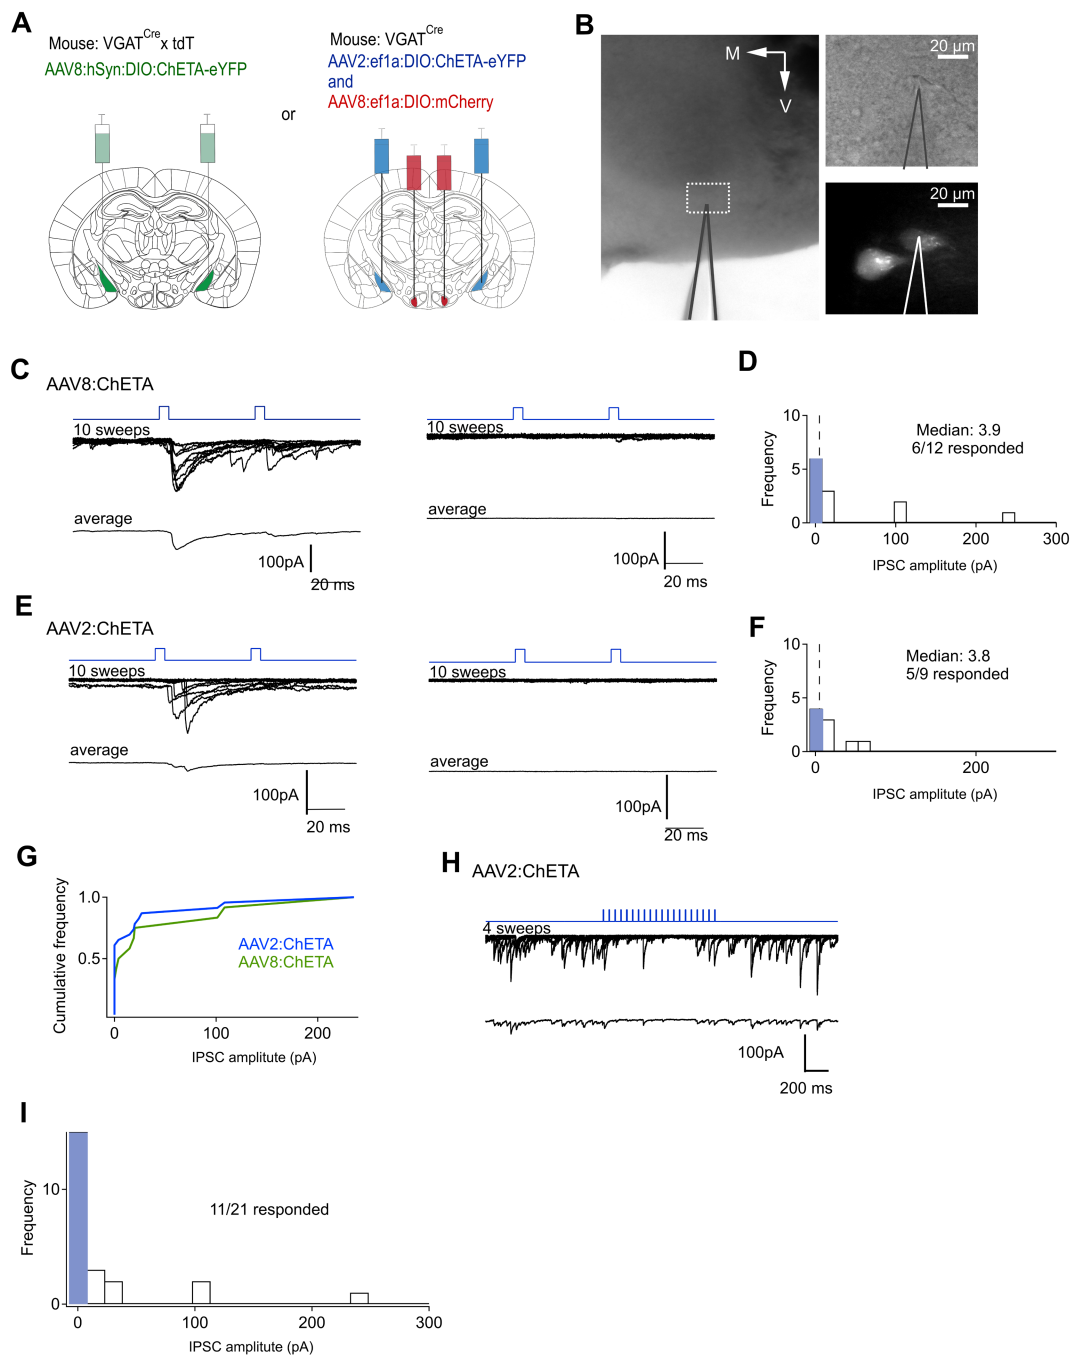 A
Mouse: VGATCre x tdT
AAV8:hSyn:DIO:ChETA-eYFP
or
Mouse: VGATCre
AAV2:ef1a:DIO:ChETA-eYFP
and
AAV8:ef1a:DIO:mCherry
B
M
V
20 µm
20 µm
C
AAV8:ChETA
10 sweeps
average
100pA
20 ms
10 sweeps
average
100pA
20 ms
D
Frequency
10
5
0
Median: 3.9
6/12 responded
0
100
200
300
IPSC amplitute (pA)
E
AAV2:ChETA
10 sweeps
average
100pA
20 ms
10 sweeps
average
100pA
20 ms
F
Frequency
10
5
0
Median: 3.8
5/9 responded
0
200
IPSC amplitute (pA)
G
Cumulative frequency
1.0
0.5
AAV2:ChETA
AAV8:ChETA
0
100
200
IPSC amplitute (pA)
H
AAV2:ChETA
4 sweeps
100pA
200 ms
I
Frequency
10
0
11/21 responded
0
100
200
300
IPSC amplitute (pA)